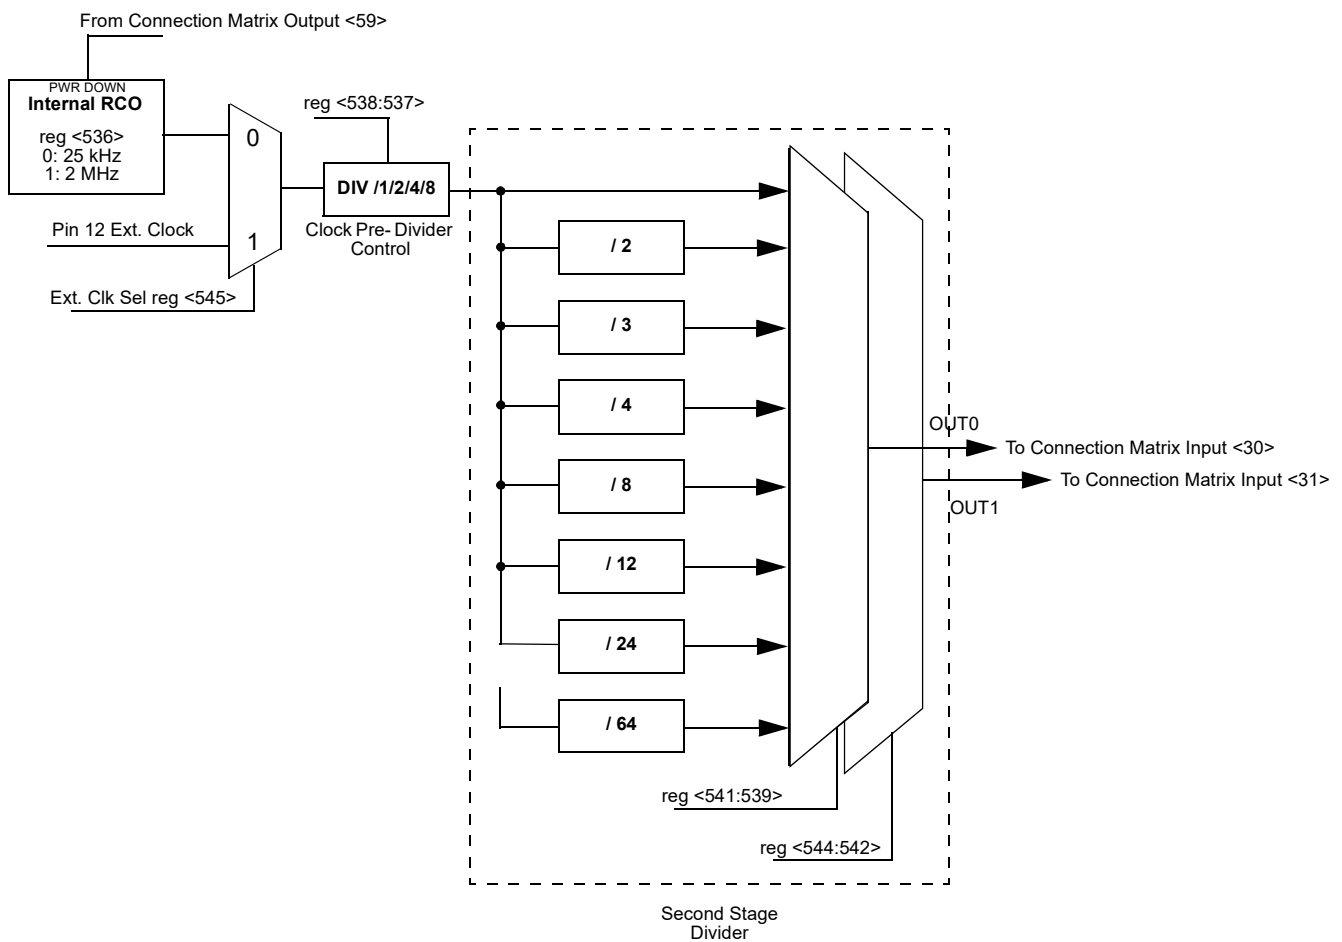 From Connection Matrix Output <59>
PWR DOWN
Internal RCO
reg <536>
0: 25 kHz
1: 2 MHz
0
1
Pin 12 Ext. Clock
Ext. Clk Sel reg <545>
reg <538:537>
DIV /1/2/4/8
Clock Pre- Divider
Control
/ 2
/ 3
/ 4
/ 8
/ 12
/ 24
/ 64
OUT0
To Connection Matrix Input <30>
To Connection Matrix Input <31>
OUT1
reg <541:539>
reg <544:542>
Second Stage
Divider